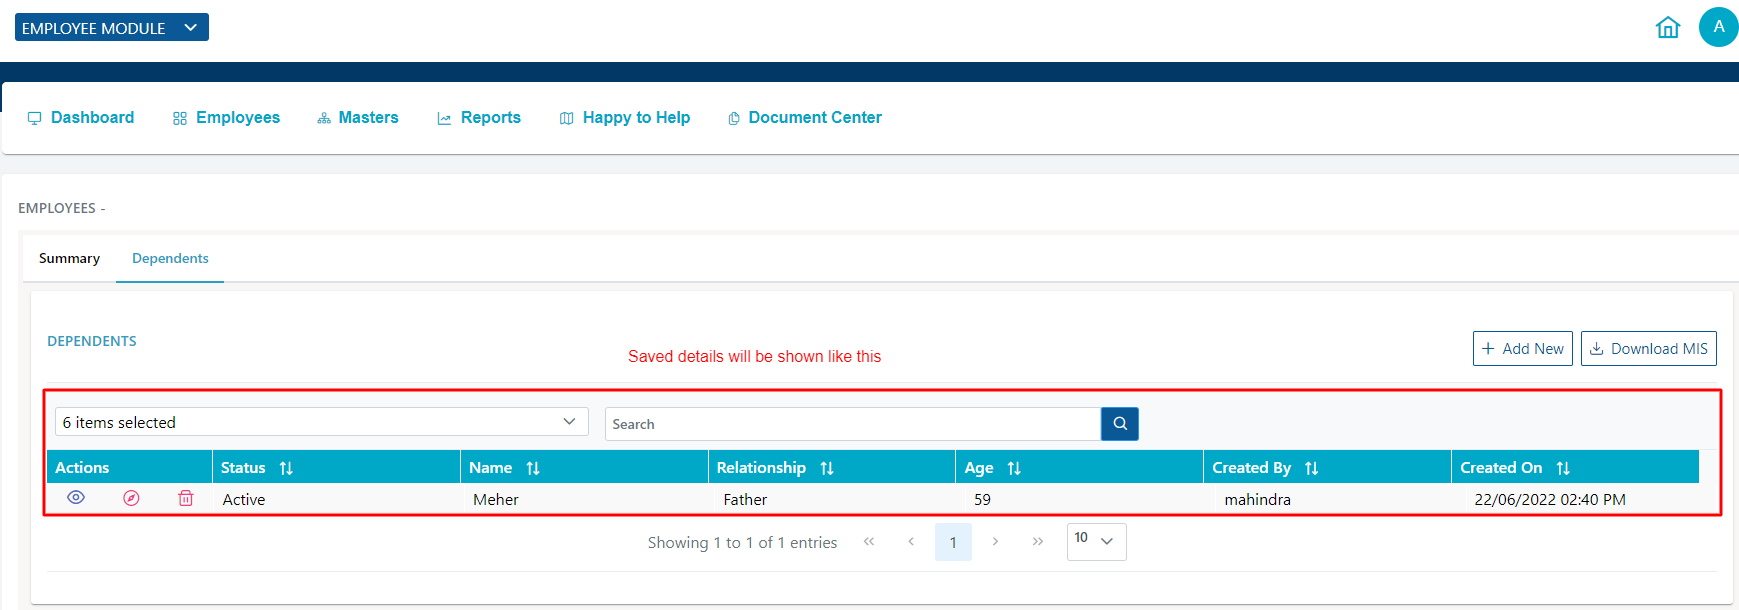 EMPLOYEE MODULE
A
Dashboard Employees Masters Reports Happy to Help Document Center
EMPLOYEES -
Summary Dependents
DEPENDENTS
Saved details will be shown like this
+ Add New Download MIS
6 items selected
Search
Actions Status Name Relationship Age Created By Created On
Active Meher Father 59 mahindra 22/06/2022 02:40 PM
Showing 1 to 1 of 1 entries « ‹ 1 › » 10